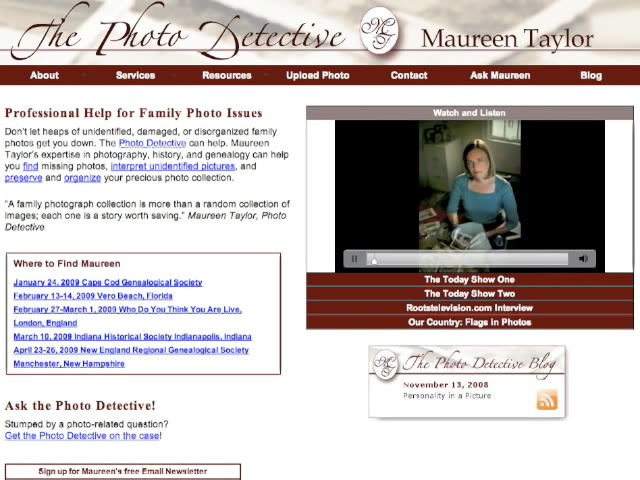 The Photo Detective MGT Maureen Taylor
About Services Resources Upload Photo Contact Ask Maureen Blog
Professional Help for Family Photo Issues
Don't let heaps of unidentified, damaged, or disorganized family
photos get you down. The Photo Detective can help. Maureen
Taylor's expertise in photography, history, and genealogy can help
you find missing photos, interpret unidentified pictures, and
preserve and organize your precious photo collection.
"A family photograph collection is more than a random collection of
images; each one is a story worth saving." Maureen Taylor, Photo
Detective
Where to Find Maureen
January 24, 2009 Cape Cod Genealogical Society
February 13-14, 2009 Vero Beach, Florida
February 27-March 1, 2009 Who Do You Think You Are,
London, England
March 10, 2009 Indiana Historical Society Indianapolis, Indiana
April 23-26, 2009 New England Regional Genealogical Society
Manchester, New Hampshire
Ask the Photo Detective!
Stumped by a photo-related question?
Get the Photo Detective on the case!
Sign up for Maureen's free Email Newsletter
Watch and Listen
The Today Show One
The Today Show Two
Rootstelevision.com Interview
Our Country: Flags in Photos
The Photo Detective Blog
November 13, 2008
Personality in a Picture